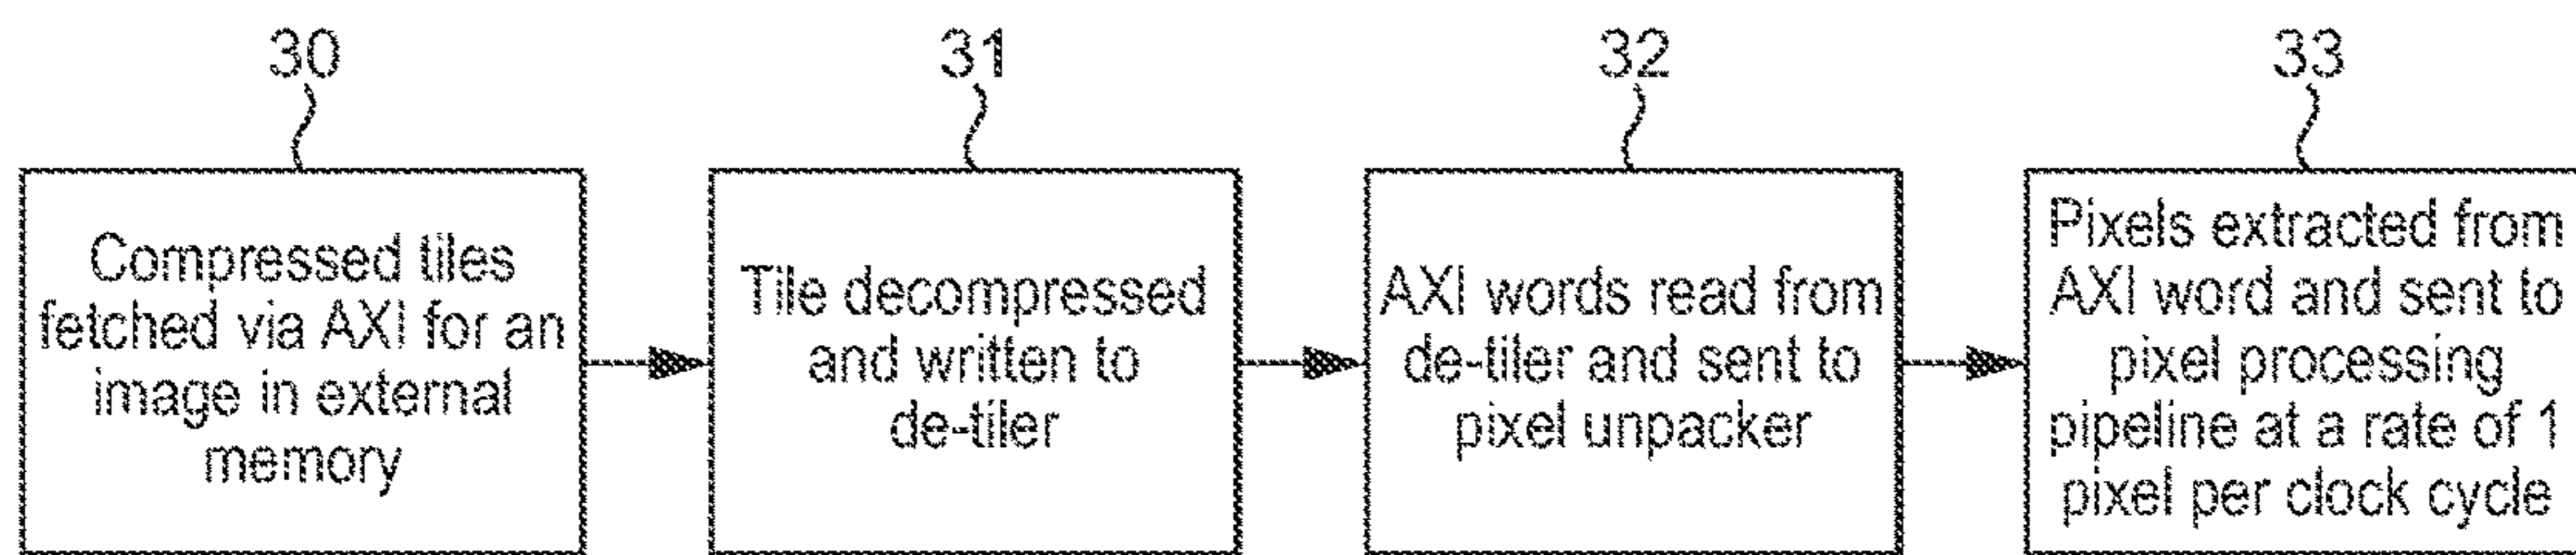 30
31
32
33
Compressed tiles
fetched via AXI for an
image in external
memory
Tile decompressed
and written to
de-tiler
AXI words read from
de-tiler and sent to
pixel unpacker
Pixels extracted from
AXI word and sent to
pixel processing
pipeline at a rate of 1
pixel per clock cycle